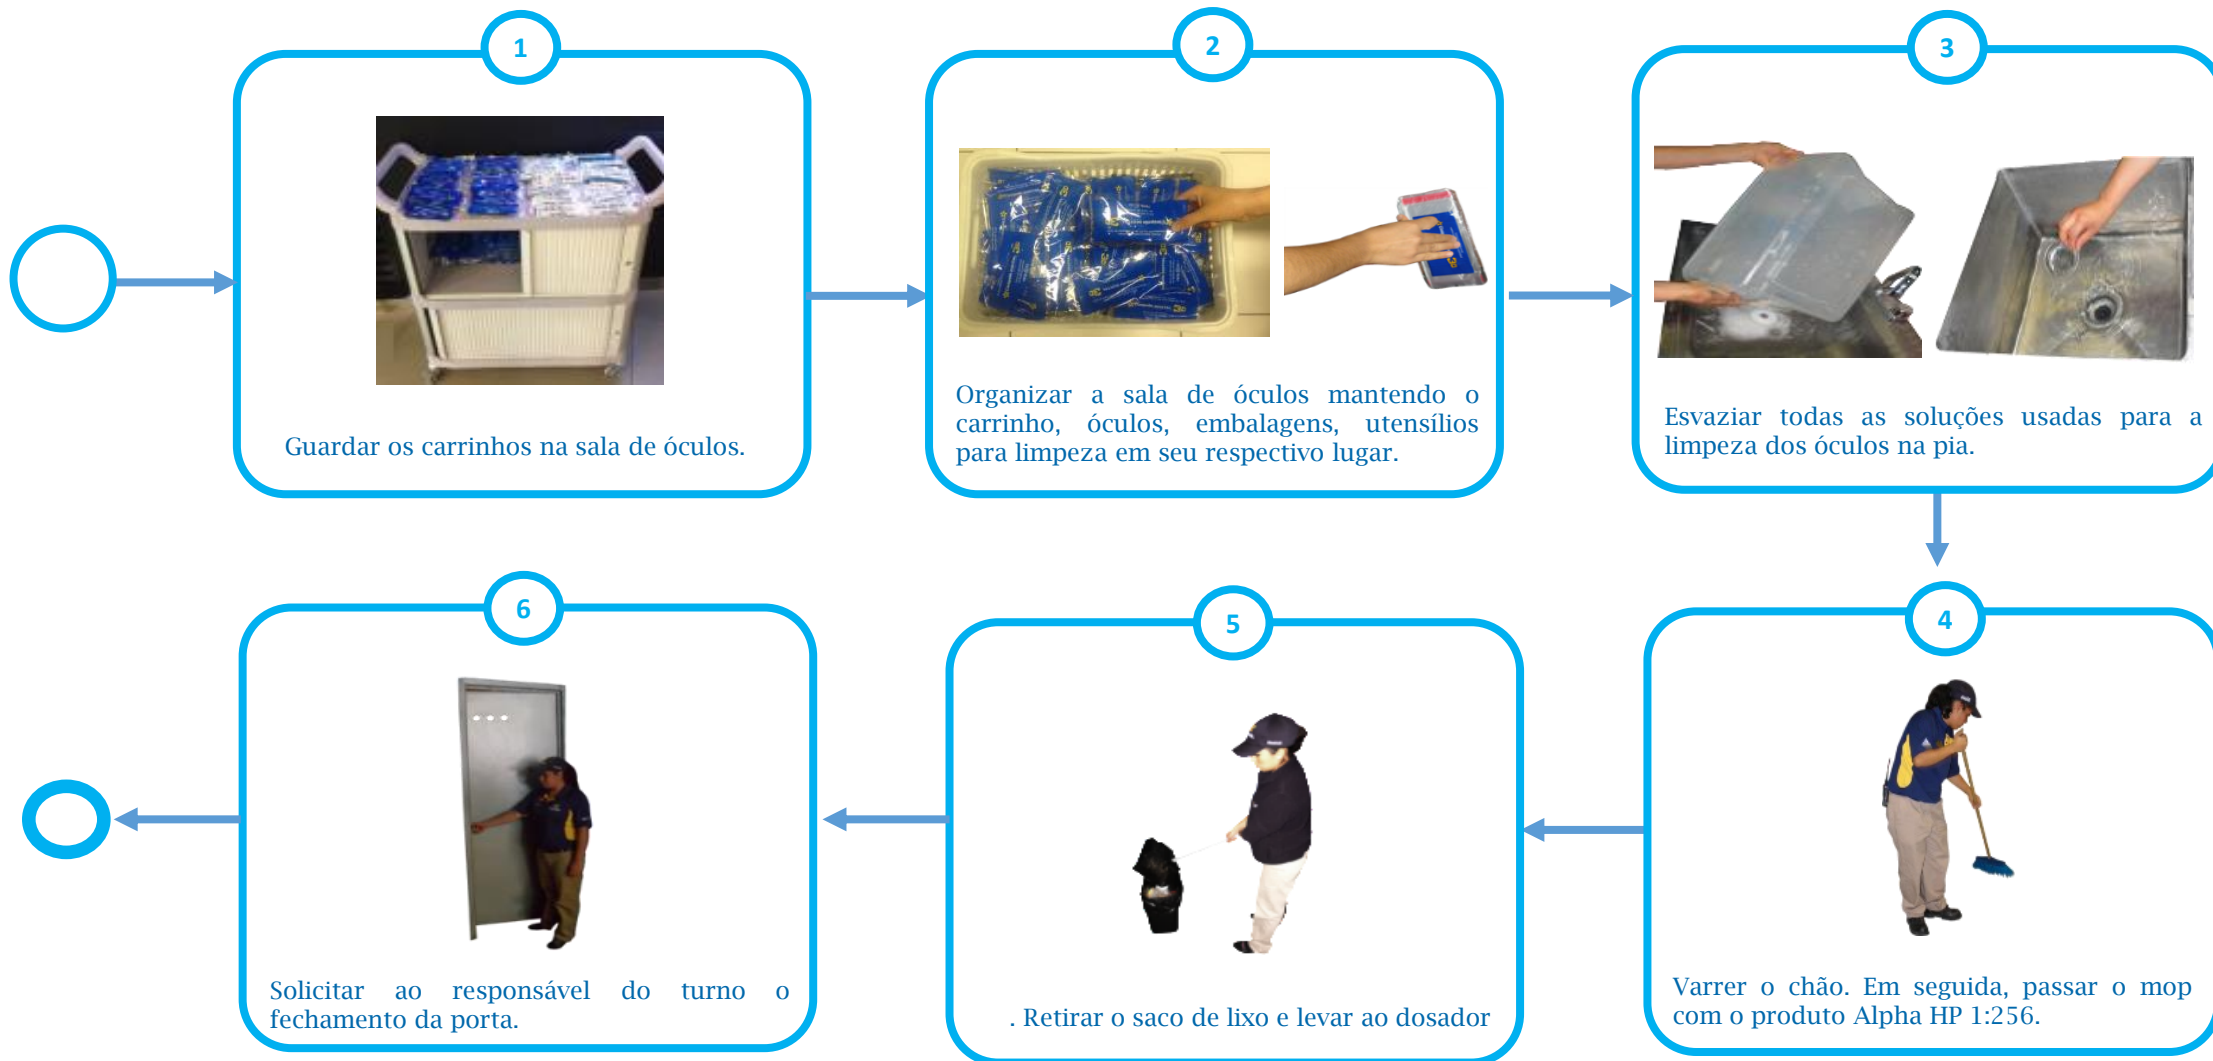 1
Guardar os carrinhos na sala de óculos.
2
Organizar a sala de óculos mantendo o
carrinho, óculos, embalagens, utensílios
para limpeza em seu respectivo lugar.
3
Esvaziar todas as soluções usadas para a
limpeza dos óculos na pia.
4
Varrer o chão. Em seguida, passar o mop
com o produto Alpha HP 1:256.
5
. Retirar o saco de lixo e levar ao dosador
6
Solicitar ao responsável do turno o
fechamento da porta.